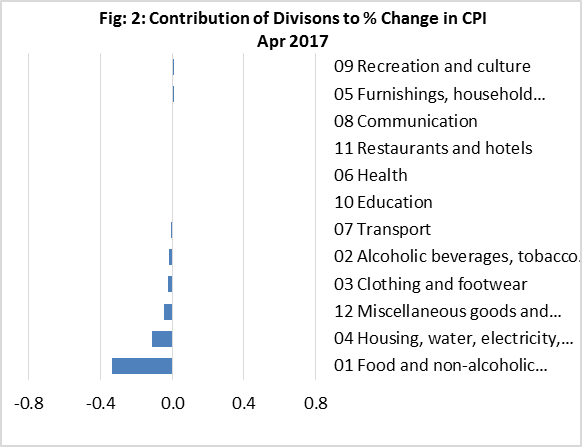 Fig: 2: Contribution of Divisons to % Change in CPI
Apr 2017
09 Recreation and culture
05 Furnishings, household...
08 Communication
11 Restaurants and hotels
06 Health
10 Education
07 Transport
02 Alcoholic beverages, tobacco.
03 Clothing and footwear
12 Miscellaneous goods and...
04 Housing, water, electricity,...
01 Food and non-alcoholic...
-0.8 -0.4 0.0 0.4 0.8